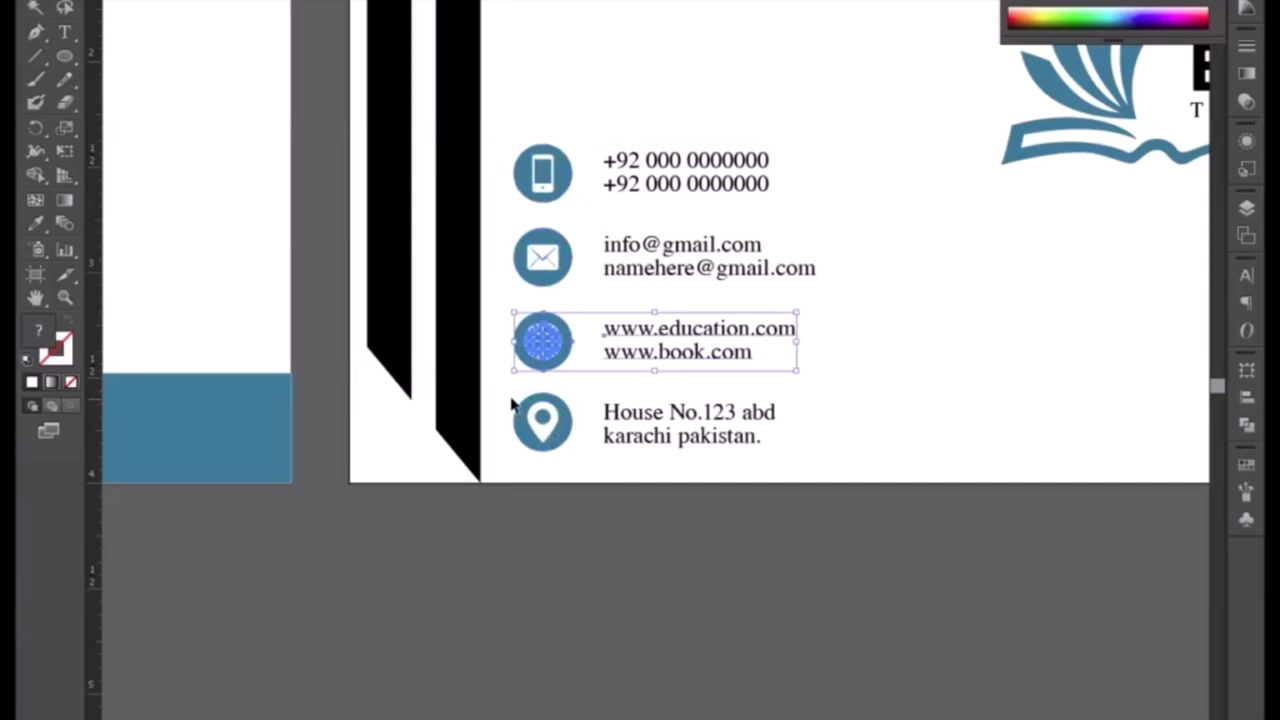 T
+92 000 0000000
+92 000 0000000
info@gmail.com
namehere@gmail.com
www.education.com
www.book.com
House No.123 abd
karachi pakistan.